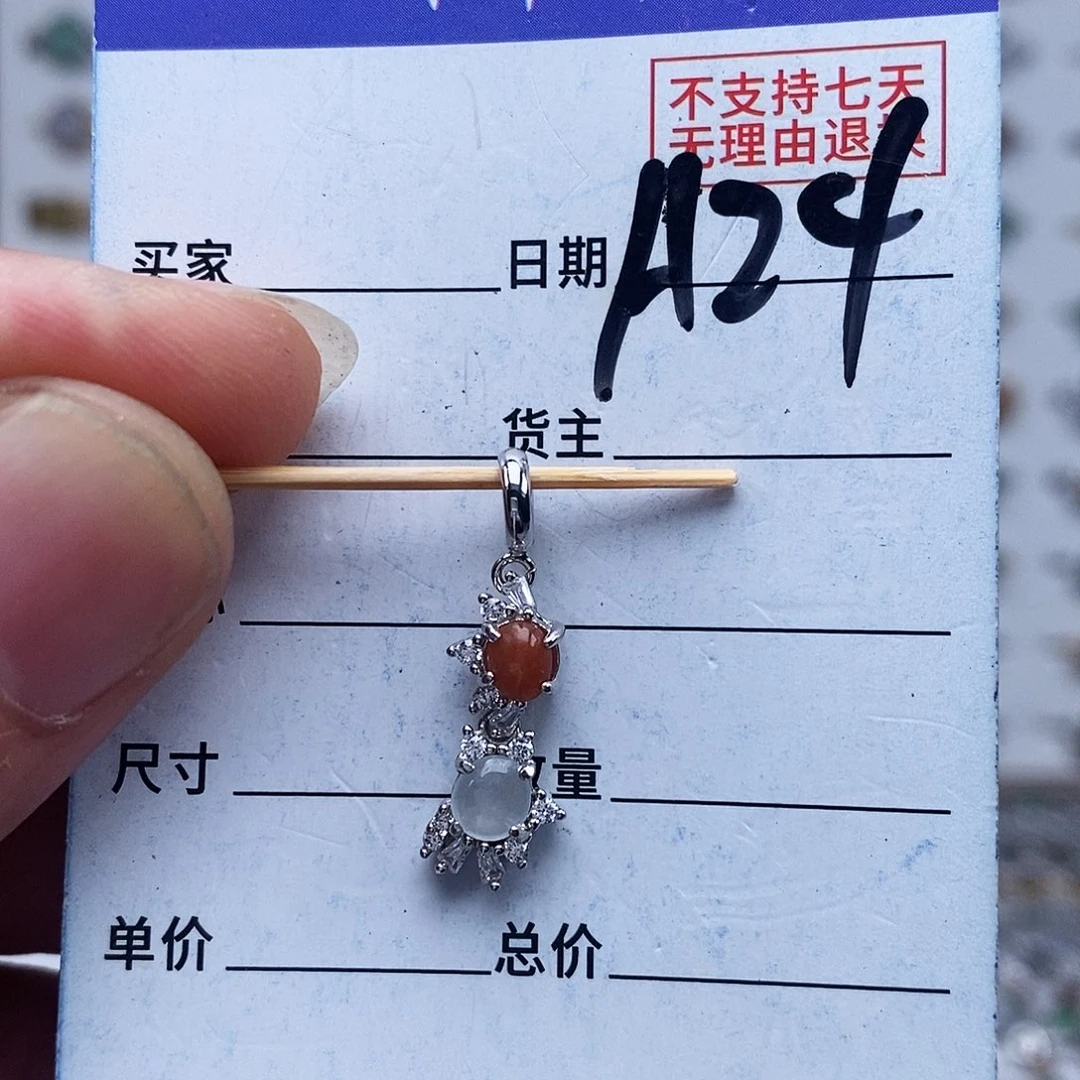 不支持七天
无理由退换
买家 日期 A24
货主
尺寸 数量
单价 总价